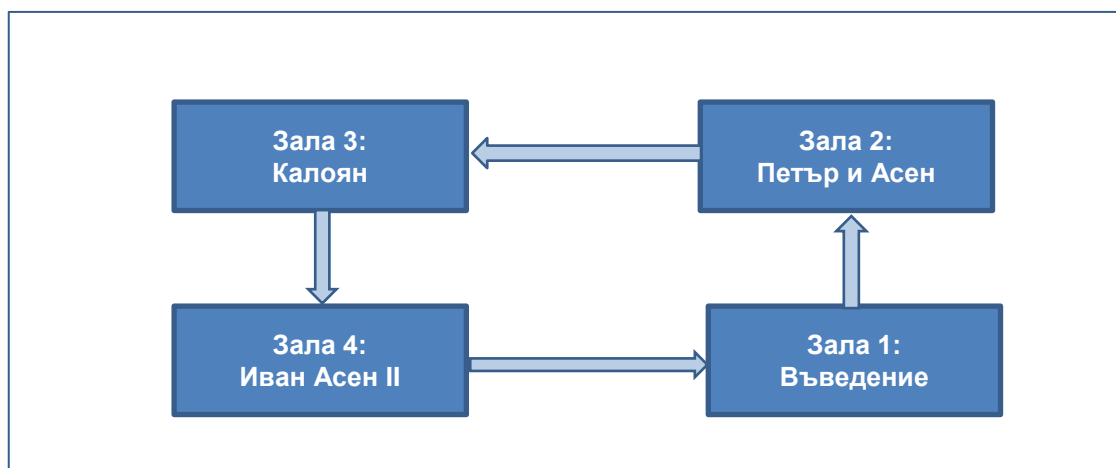 Зала 3:
Калоян
Зала 2:
Петър и Асен
Зала 4:
Иван Асен II
Зала 1:
Въведение